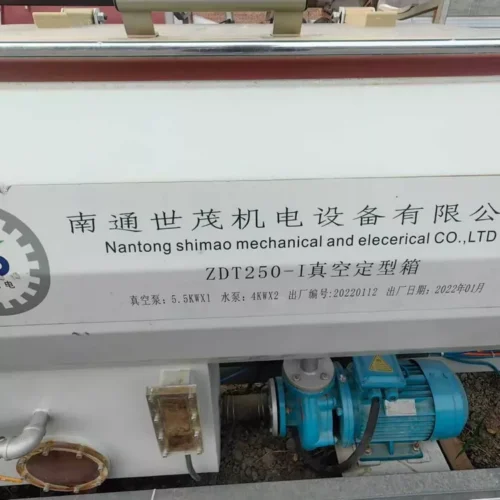 南通世茂机电设备有限公
Nantong shimao mechanical and elecerical CO.,LTD
ZDT250-I真空定型箱
真空泵：5.5KWX1 水泵：4KWX2 出厂编号:20220112 出厂日期：2022年01月
电